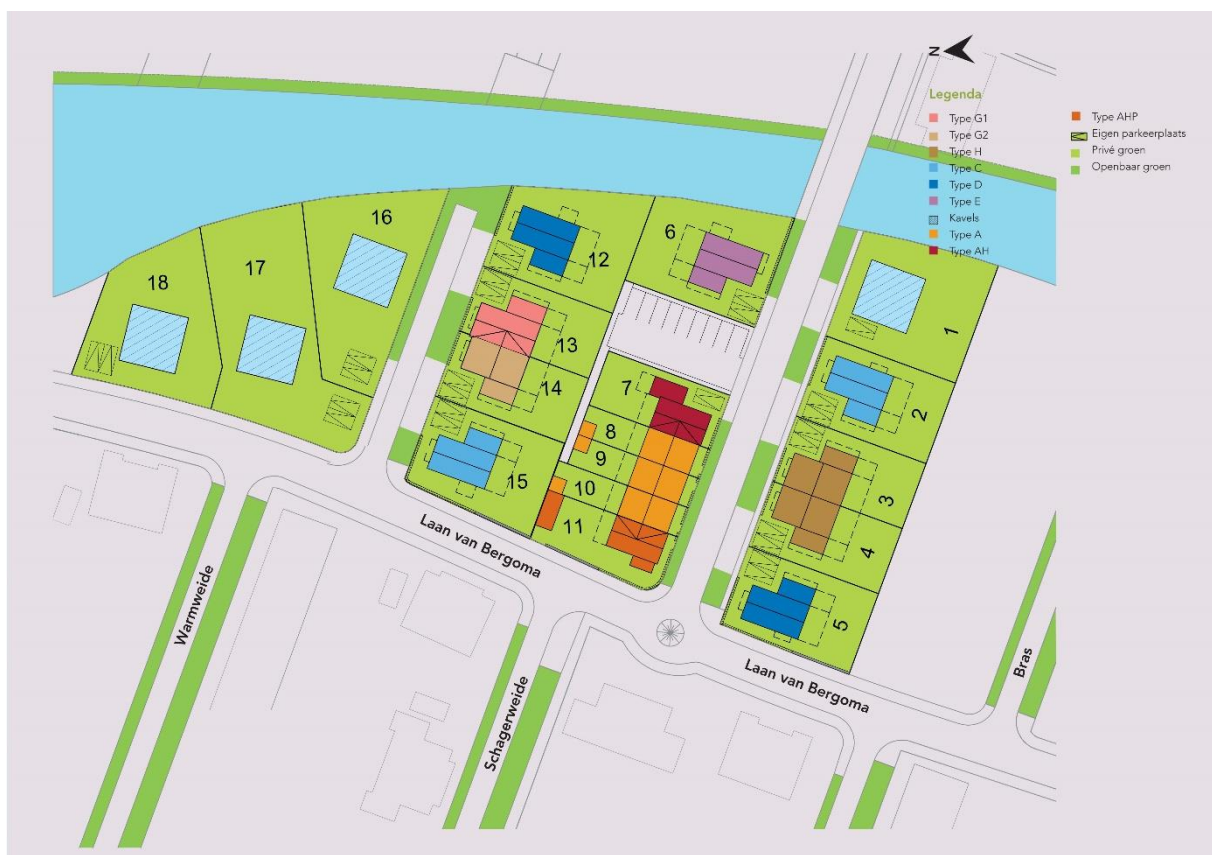 N
Legenda
Type G1
Type G2
Type H
Type C
Type D
Type E
Kavels
Type A
Type AH
Type AHP
Eigen parkeerplaats
Privé groen
Openbaar groen
16
17
18
12
6
13
14
15
7
8
9
10
11
1
2
3
4
5
Laan van Bergoma
Laan van Bergoma
Warmweide
Schagerweide
Bras